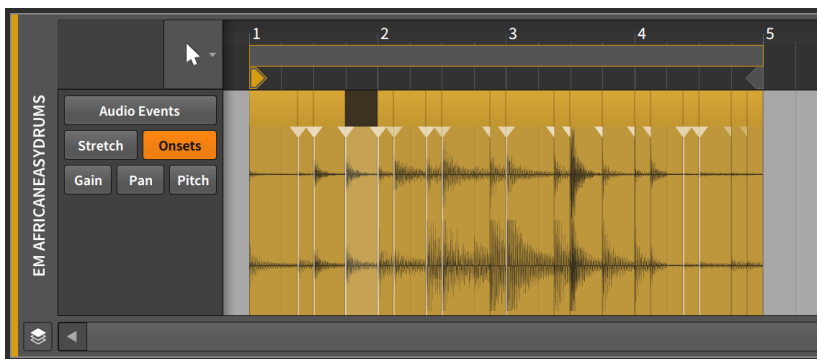 1 2 3 4 5
EM AFRICANEASYDRUMS
Audio Events
Stretch Onsets
Gain Pan Pitch